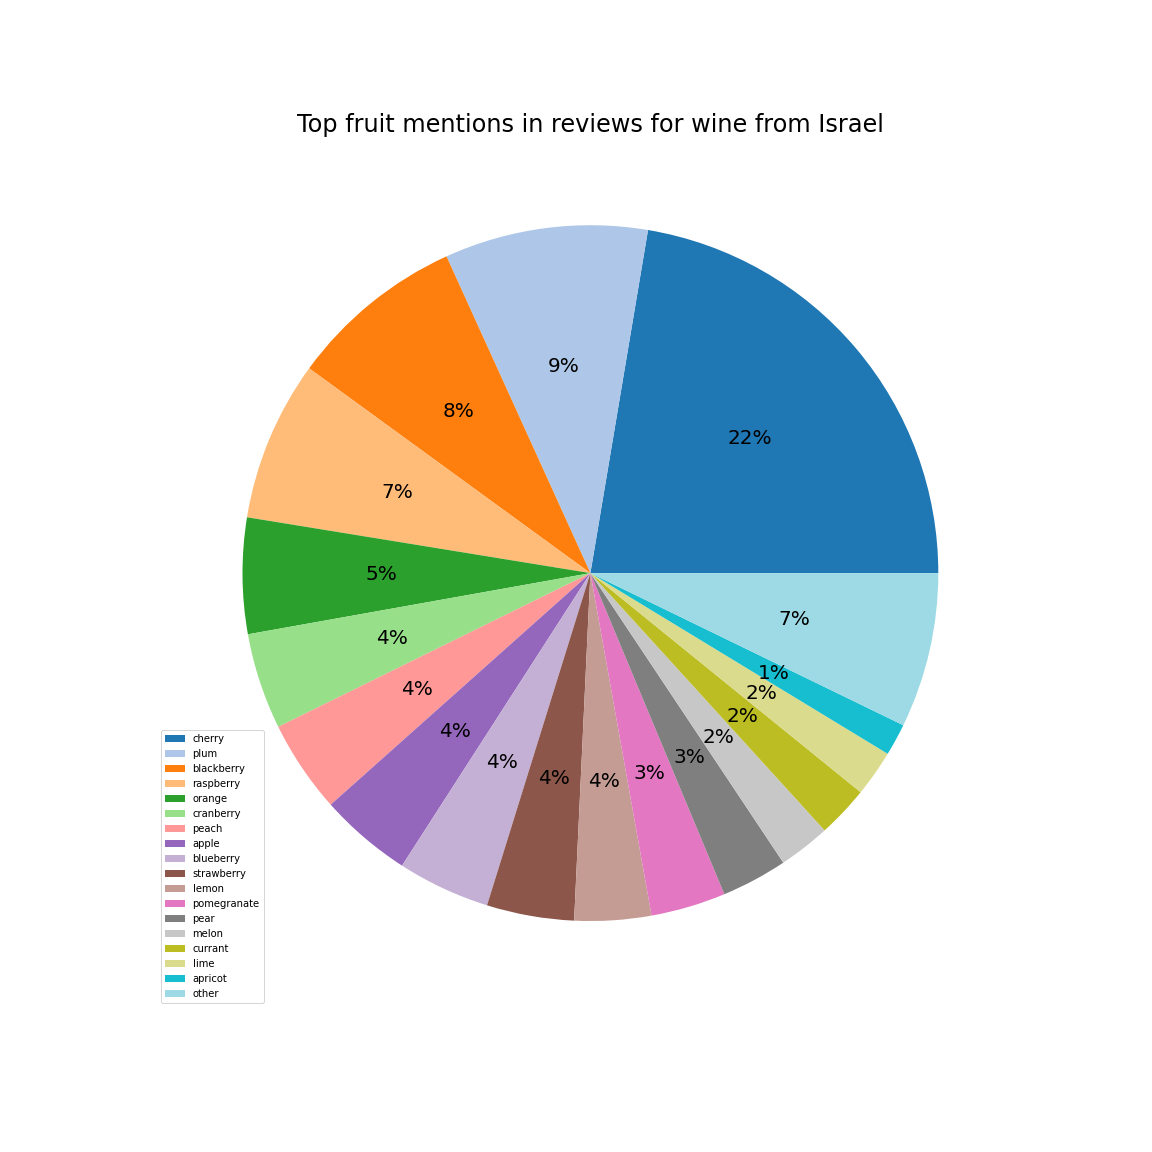 Top fruit mentions in reviews for wine from Israel
22%
9%
8%
7%
5%
4%
4%
4%
4%
4%
4%
3%
3%
2%
2%
2%
1%
7%
cherry
plum
blackberry
raspberry
orange
cranberry
peach
apple
blueberry
strawberry
lemon
pomegranate
pear
melon
currant
lime
apricot
other